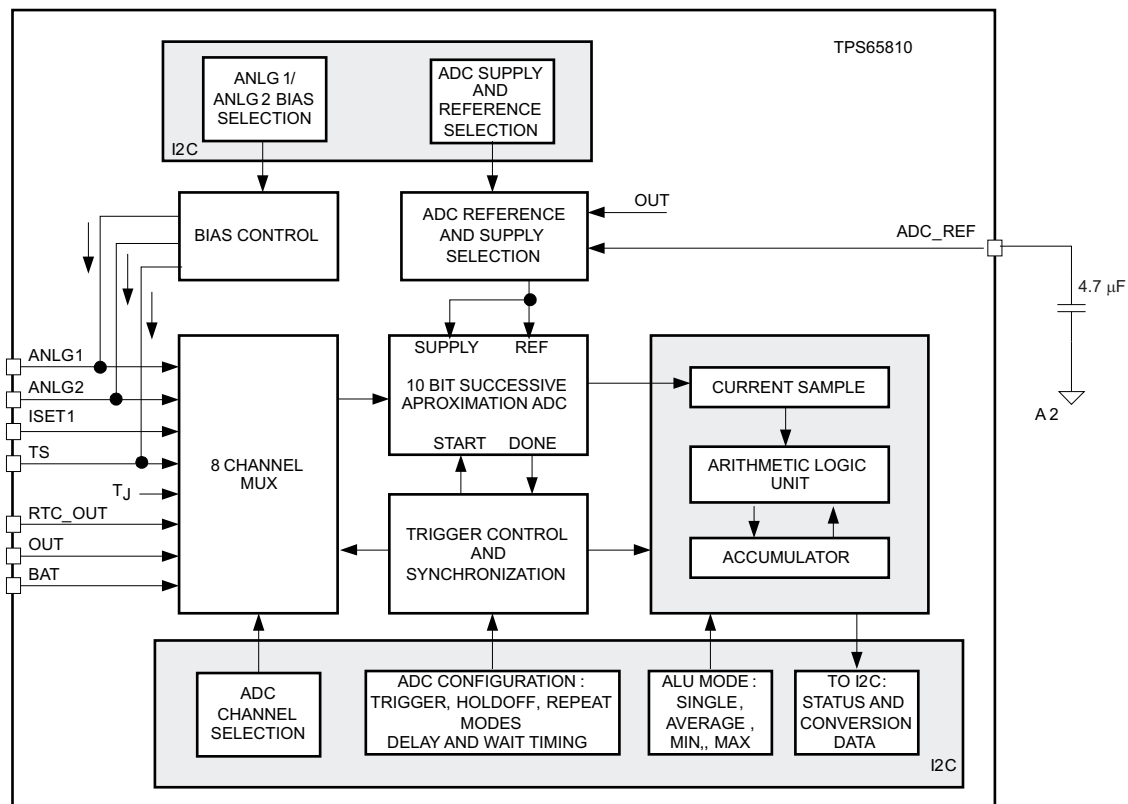 TPS65810
ANLG 1/
ANLG 2 BIAS
SELECTION
ADC SUPPLY
AND
REFERENCE
SELECTION
I2C
BIAS CONTROL
ADC REFERENCE
AND SUPPLY
SELECTION
OUT
ADC_REF
4.7 μF
A 2
ANLG1
ANLG2
ISET1
TS
TJ
RTC_OUT
OUT
BAT
8 CHANNEL
MUX
SUPPLY REF
10 BIT SUCCESSIVE
APROXIMATION ADC
START DONE
TRIGGER CONTROL
AND
SYNCHRONIZATION
CURRENT SAMPLE
ARITHMETIC LOGIC
UNIT
ACCUMULATOR
ADC
CHANNEL
SELECTION
ADC CONFIGURATION :
TRIGGER, HOLDOFF, REPEAT
MODES
DELAY AND WAIT TIMING
ALU MODE :
SINGLE,
AVERAGE ,
MIN,, MAX
TO I2C:
STATUS AND
CONVERSION
DATA
I2C